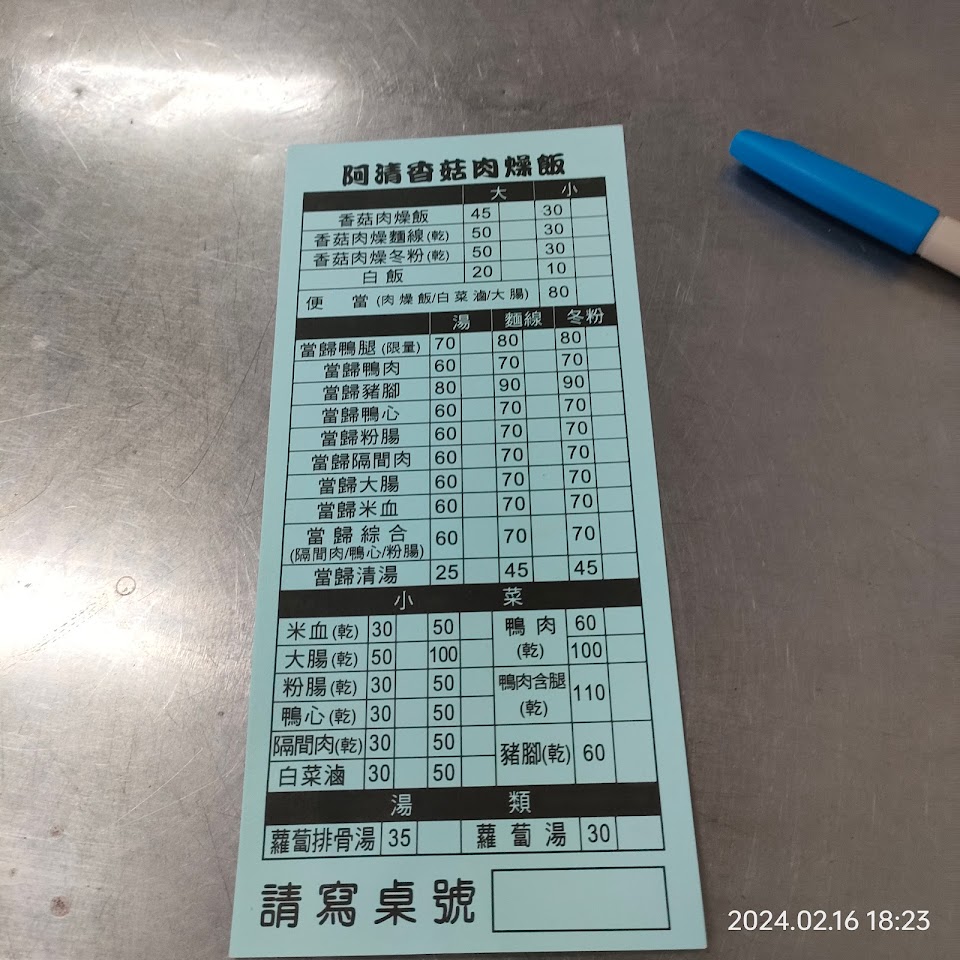 阿清香菇肉燥飯
大 小
香菇肉燥飯 45 30
香菇肉燥麵線(乾) 50 30
香菇肉燥冬粉(乾) 50 30
白飯 20 10
便當(肉燥飯/白菜滷/大腸) 80
湯 麵線 冬粉
當歸鴨腿(限量) 70 80 80
當歸鴨肉 60 70 70
當歸豬腳 80 90 90
當歸鴨心 60 70 70
當歸粉腸 60 70 70
當歸隔間肉 60 70 70
當歸大腸 60 70 70
當歸米血 60 70 70
當歸綜合 60 70 70
(隔間肉/鴨心/粉腸)
當歸清湯 25 45 45
小菜
米血(乾) 30 50 鴨肉(乾) 60
大腸(乾) 50 100 100
粉腸(乾) 30 50 鴨肉含腿(乾) 110
鴨心(乾) 30 50
隔間肉(乾) 30 50 豬腳(乾) 60
白菜滷 30 50
湯類
蘿蔔排骨湯 35 蘿蔔湯 30
請寫桌號
2024.02.16 18:23